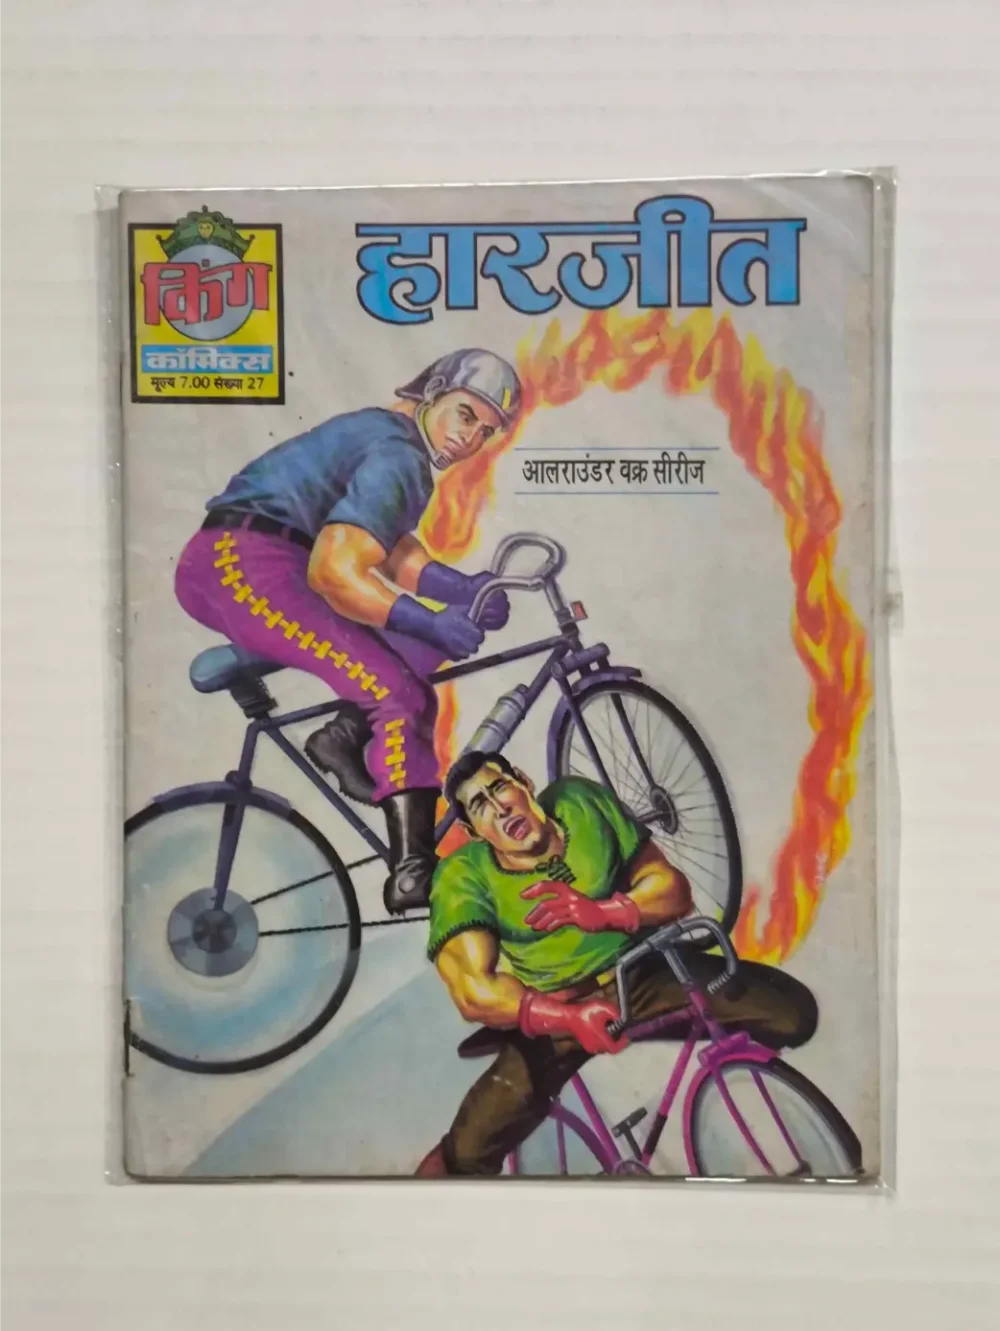 हारजीत
किंग
कॉमिक्स
मूल्य 7.00 संख्या 27
आलराउंडर वक्र सीरीज